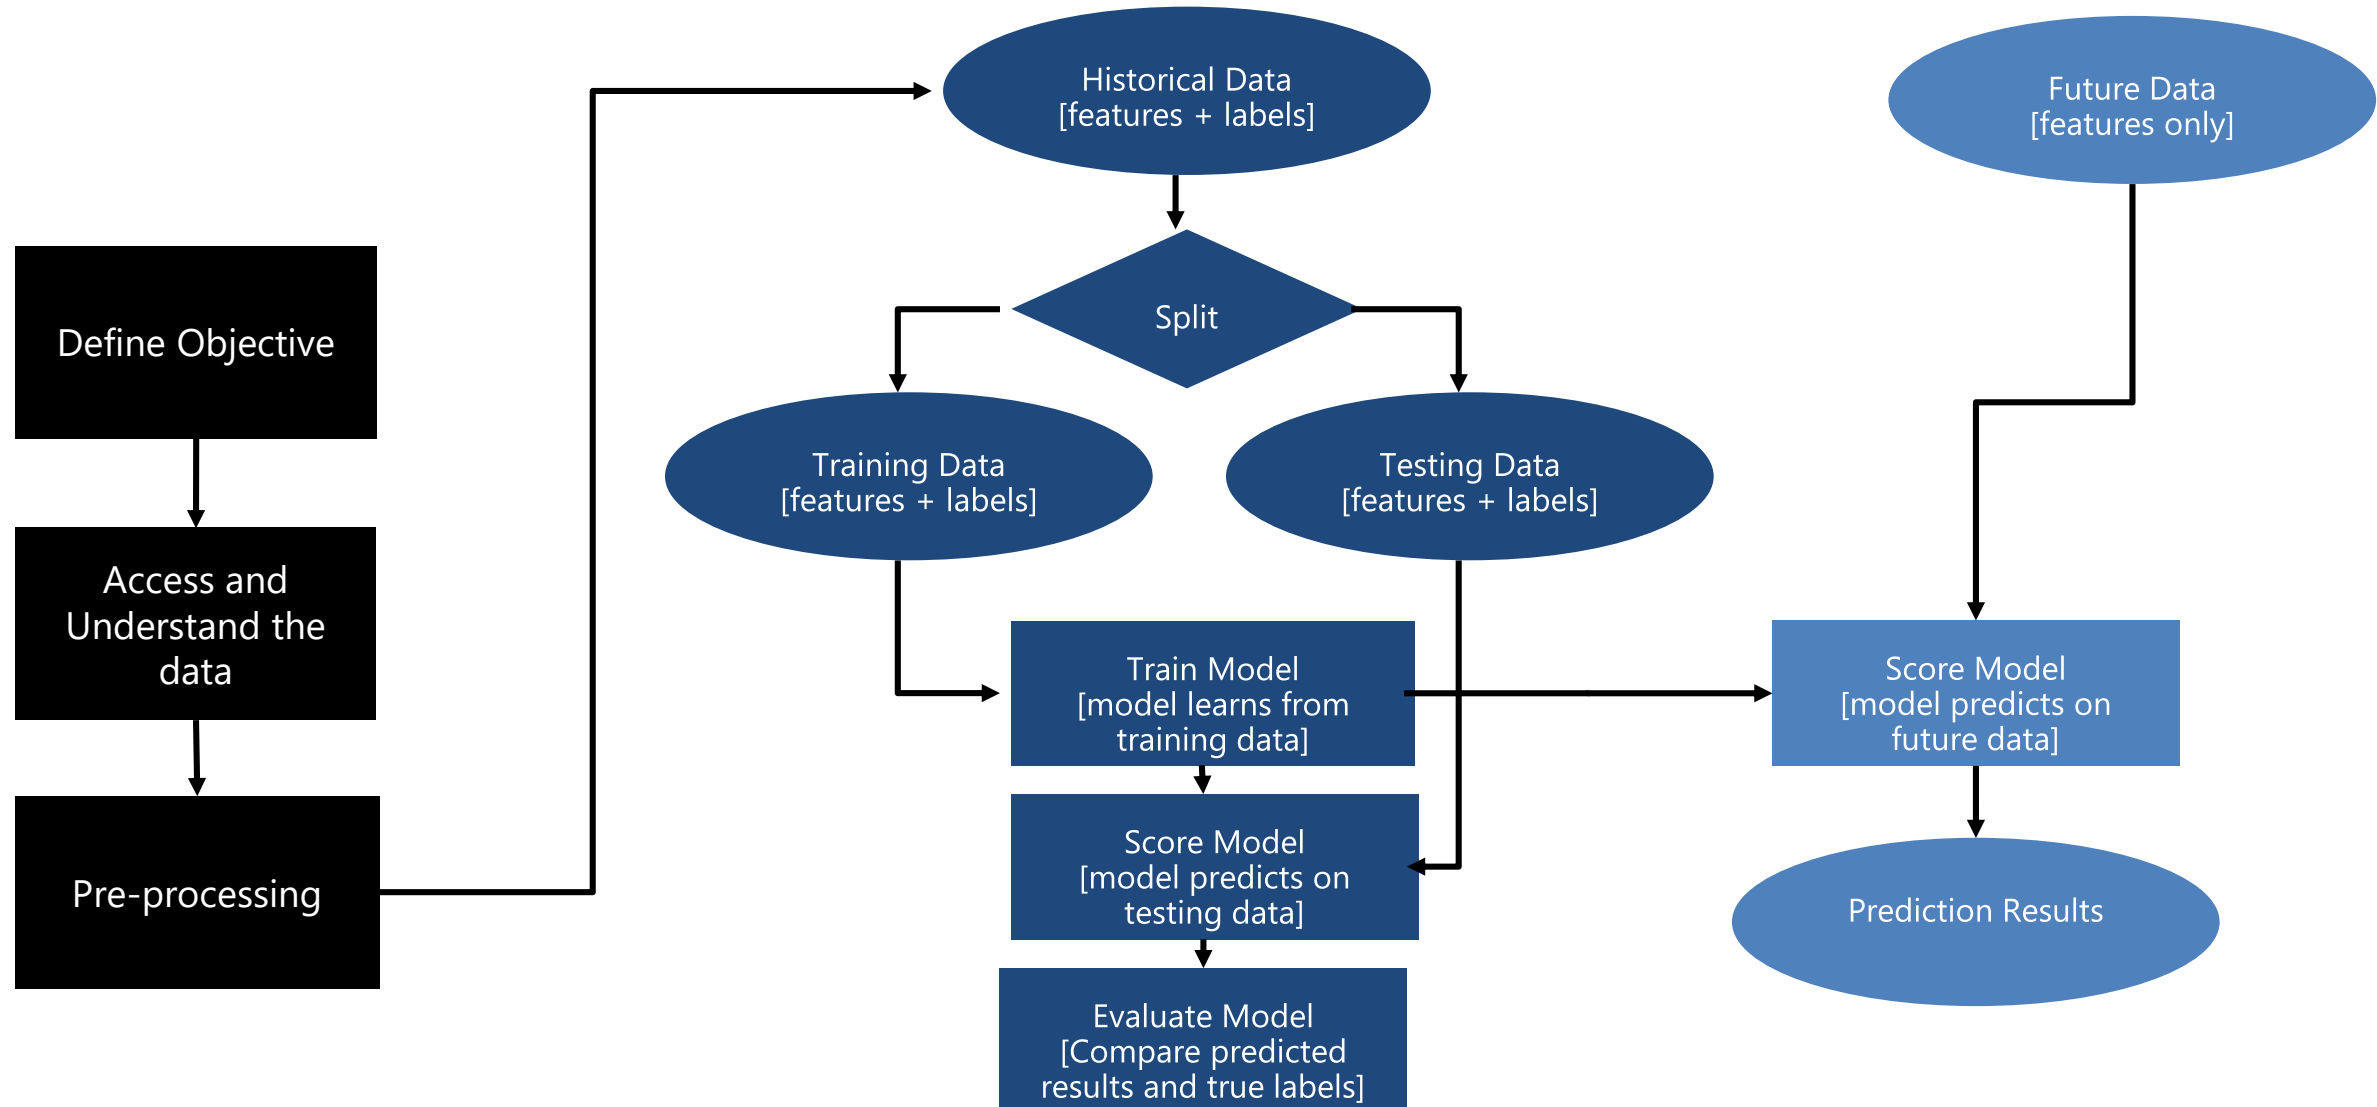 Define Objective
Access and
Understand the
data
Pre-processing
Historical Data
[features + labels]
Split
Training Data
[features + labels]
Testing Data
[features + labels]
Train Model
[model learns from
training data]
Score Model
[model predicts on
testing data]
Evaluate Model
[Compare predicted
results and true labels]
Future Data
[features only]
Score Model
[model predicts on
future data]
Prediction Results